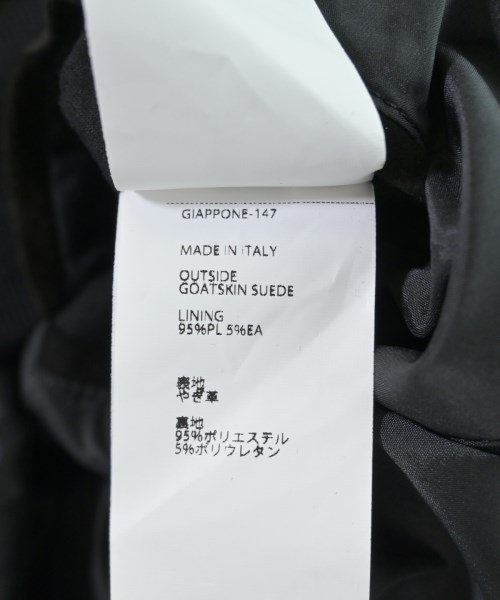 GIAPPONE-147
MADE IN ITALY
OUTSIDE
GOATSKIN SUEDE
LINING
95%PL 5%EA
表地
やぎ革
裏地
95%ポリエステル
5%ポリウレタン